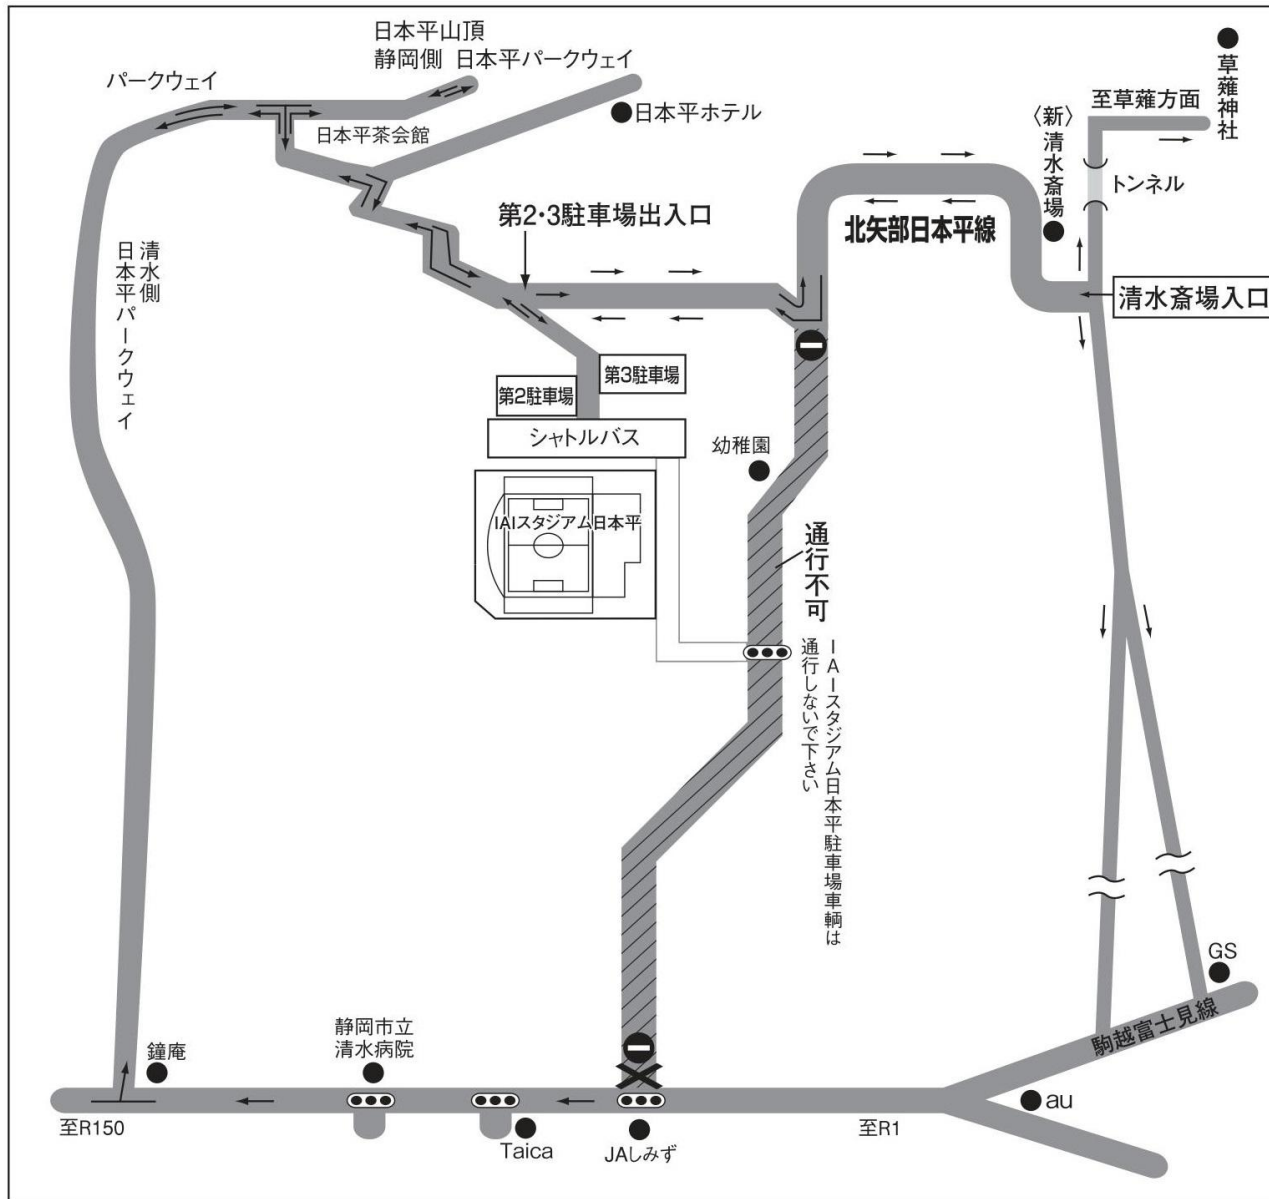 日本平山頂
静岡側 日本平パークウェイ
パークウェイ
日本平茶会館
日本平ホテル
草薙神社
至草薙方面
〈新〉清水斎場
トンネル
第2・3駐車場出入口
北矢部日本平線
清水斎場入口
清水側
日本平パークウェイ
第3駐車場
第2駐車場
シャトルバス
幼稚園
IAIスタジアム日本平
通行不可
IAIスタジアム日本平駐車場車輌は
通行しないで下さい
GS
駒越富士見線
静岡市立
清水病院
鐘庵
au
至R150
Taica
JAしみず
至R1